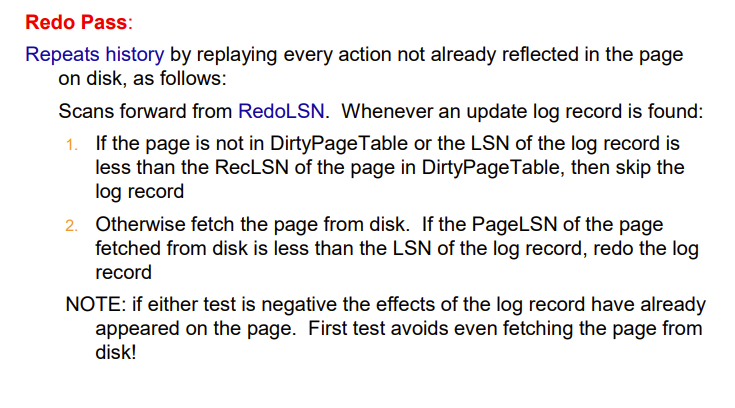 Redo Pass:
Repeats history by replaying every action not already reflected in the page
on disk, as follows:
Scans forward from RedoLSN. Whenever an update log record is found:
1. If the page is not in DirtyPageTable or the LSN of the log record is
less than the RecLSN of the page in DirtyPageTable, then skip the
log record
2. Otherwise fetch the page from disk. If the PageLSN of the page
fetched from disk is less than the LSN of the log record, redo the log
record
NOTE: if either test is negative the effects of the log record have already
appeared on the page. First test avoids even fetching the page from
disk!